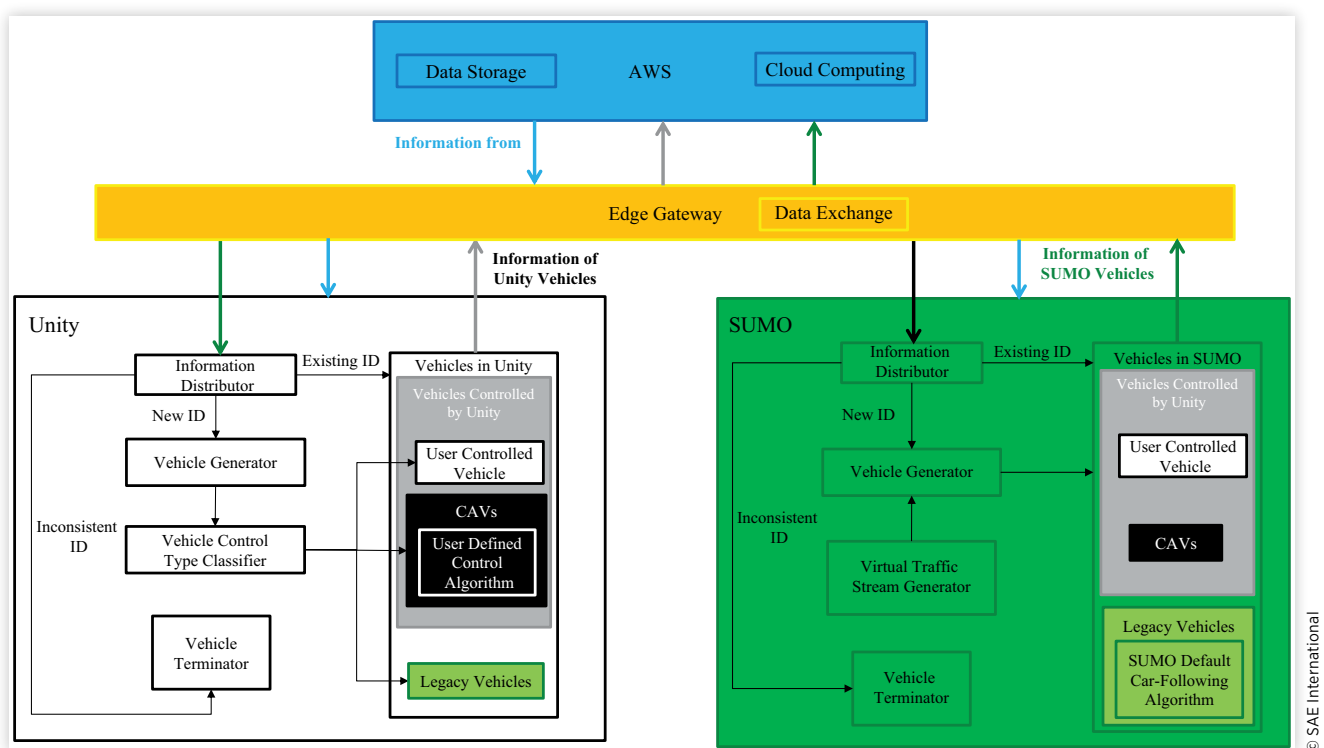 Data Storage
AWS
Cloud Computing
Information from
Edge Gateway
Data Exchange
Information of
Unity Vehicles
Information of
SUMO Vehicles
Unity
Information
Distributor
Existing ID
New ID
Vehicle Generator
Inconsistent
ID
Vehicle Control
Type Classifier
Vehicle
Terminator
Vehicles in Unity
Vehicles Controlled
by Unity
User Controlled
Vehicle
CAVs
User Defined
Control
Algorithm
Legacy Vehicles
SUMO
Information
Distributor
Existing ID
New ID
Vehicle Generator
Inconsistent
ID
Virtual Traffic
Stream Generator
Vehicle
Terminator
Vehicles in SUMO
Vehicles Controlled
by Unity
User Controlled
Vehicle
CAVs
Legacy Vehicles
SUMO Default
Car-Following
Algorithm
© SAE International